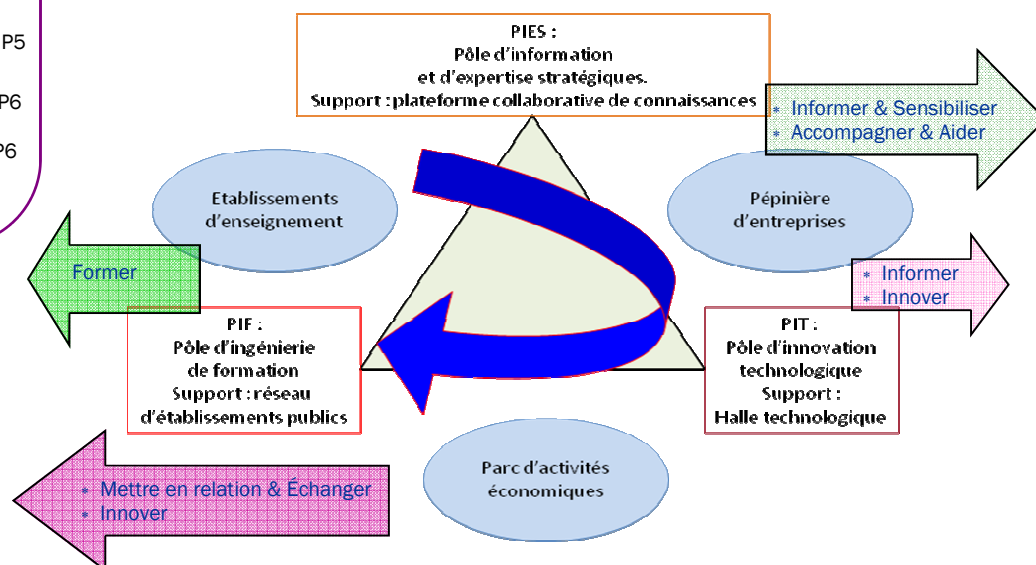 P5
P6
P6
PIES :
Pôle d'information
et d'expertise stratégiques.
Support : plateforme collaborative de connaissances
* Informer & Sensibiliser
* Accompagner & Aider
Etablissements
d'enseignement
Pépinière
d'entreprises
Former
* Informer
* Innover
PIF :
Pôle d'ingénierie
de formation
Support : réseau
d'établissements publics
PIT :
Pôle d'innovation
technologique
Support :
Halle technologique
Parc d'activités
économiques
* Mettre en relation & Échanger
* Innover